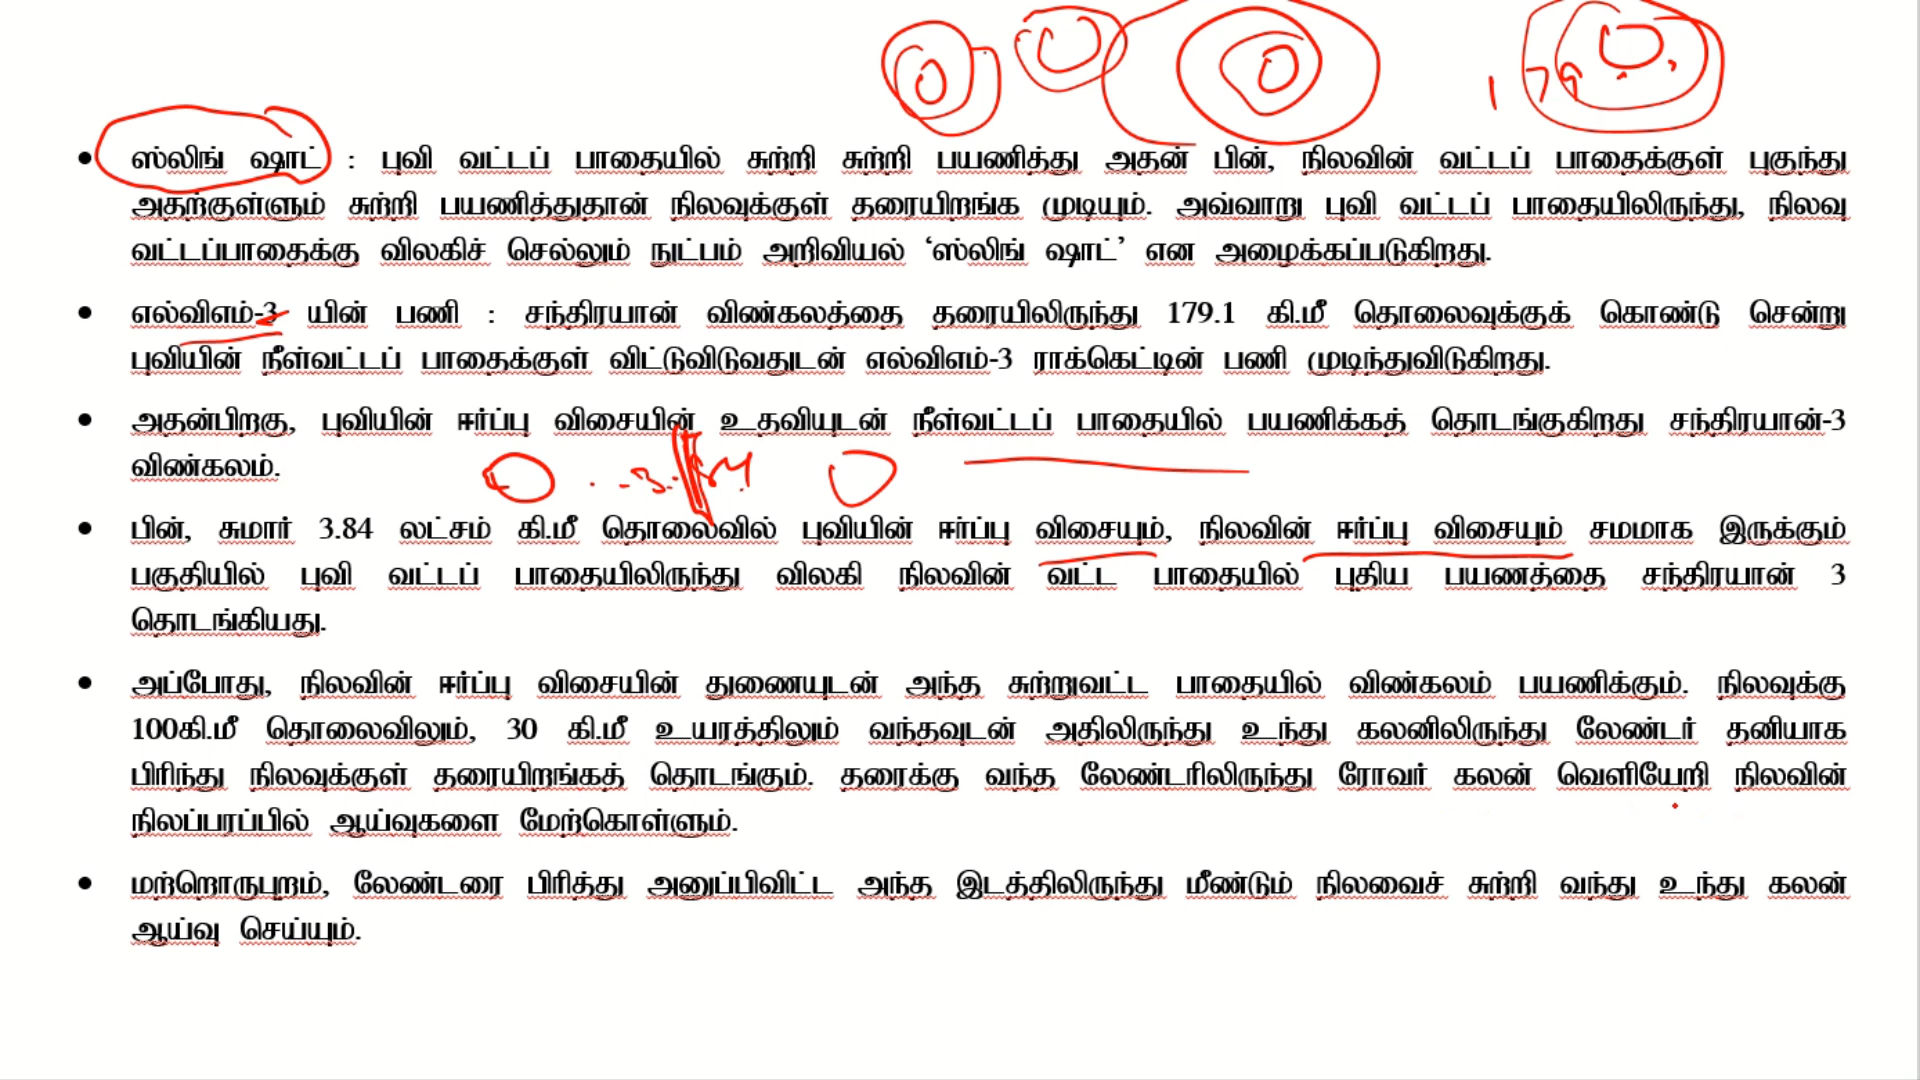 179
• ஸ்லிங் ஷாட் : புவி வட்டப் பாதையில் சுற்றி சுற்றி பயணித்து அதன் பின், நிலவின் வட்டப் பாதைக்குள் புகுந்து
அதற்குள்ளும் சுற்றி பயணித்துதான் நிலவுக்குள் தரையிறங்க முடியும். அவ்வாறு புவி வட்டப் பாதையிலிருந்து, நிலவு
வட்டப்பாதைக்கு விலகிச் செல்லும் நுட்பம் அறிவியல் ‘ஸ்லிங் ஷாட்’ என அழைக்கப்படுகிறது.
• எல்விஎம்-3 யின் பணி : சந்திரயான் விண்கலத்தை தரையிலிருந்து 179.1 கி.மீ தொலைவுக்குக் கொண்டு சென்று
புவியின் நீள்வட்டப் பாதைக்குள் விட்டுவிடுவதுடன் எல்விஎம்-3 ராக்கெட்டின் பணி முடிந்துவிடுகிறது.
• அதன்பிறகு, புவியின் ஈர்ப்பு விசையின் உதவியுடன் நீள்வட்டப் பாதையில் பயணிக்கத் தொடங்குகிறது சந்திரயான்-3
விண்கலம்.
• பின், சுமார் 3.84 லட்சம் கி.மீ தொலைவில் புவியின் ஈர்ப்பு விசையும், நிலவின் ஈர்ப்பு விசையும் சமமாக இருக்கும்
பகுதியில் புவி வட்டப் பாதையிலிருந்து விலகி நிலவின் வட்ட பாதையில் புதிய பயணத்தை சந்திரயான் 3
தொடங்கியது.
• அப்போது, நிலவின் ஈர்ப்பு விசையின் துணையுடன் அந்த சுற்றுவட்ட பாதையில் விண்கலம் பயணிக்கும். நிலவுக்கு
100கி.மீ தொலைவிலும், 30 கி.மீ உயரத்திலும் வந்தவுடன் அதிலிருந்து உந்து கலனிலிருந்து லேண்டர் தனியாக
பிரிந்து நிலவுக்குள் தரையிறங்கத் தொடங்கும். தரைக்கு வந்த லேண்டரிலிருந்து ரோவர் கலன் வெளியேறி நிலவின்
நிலப்பரப்பில் ஆய்வுகளை மேற்கொள்ளும்.
• மற்றொருபுறம், லேண்டரை பிரித்து அனுப்பிவிட்ட அந்த இடத்திலிருந்து மீண்டும் நிலவைச் சுற்றி வந்து உந்து கலன்
ஆய்வு செய்யும்.